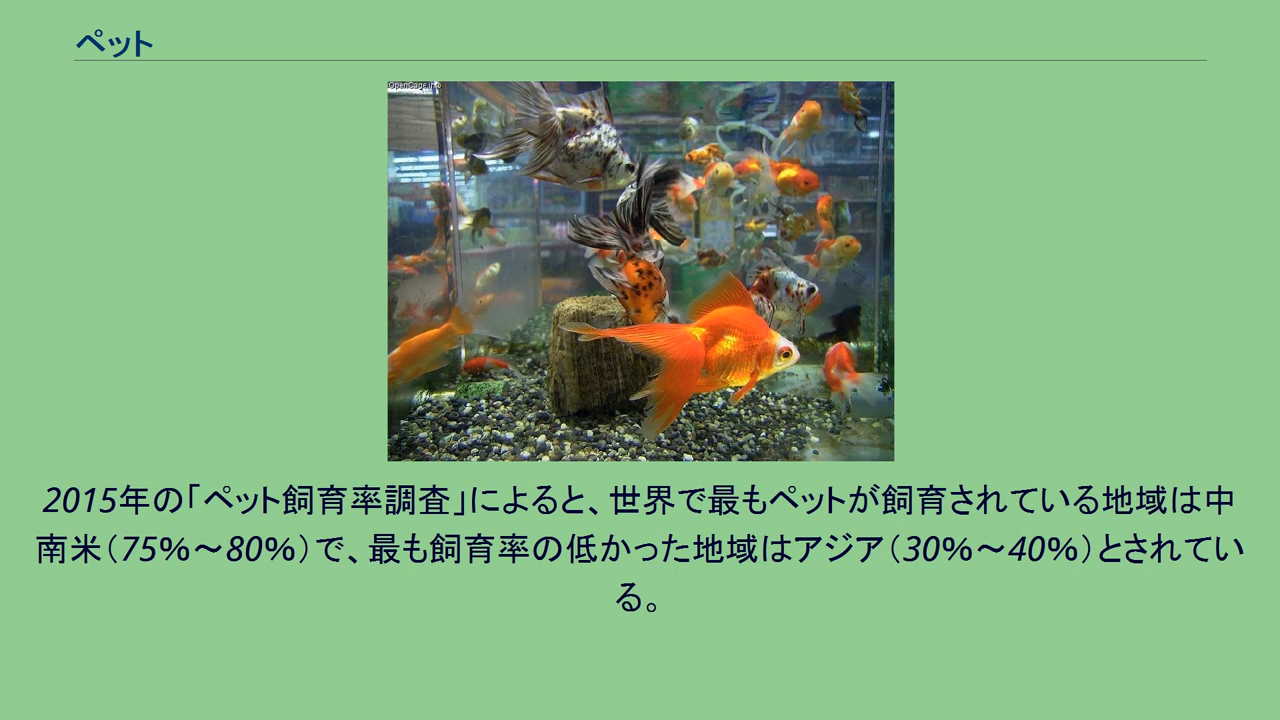 ペット
OpenCage.info
2015年の｢ペット飼育率調査｣によると､世界で最もペットが飼育されている地域は中
南米（75%〜80%）で､最も飼育率の低かった地域はアジア（30%〜40%）とされてい
る。